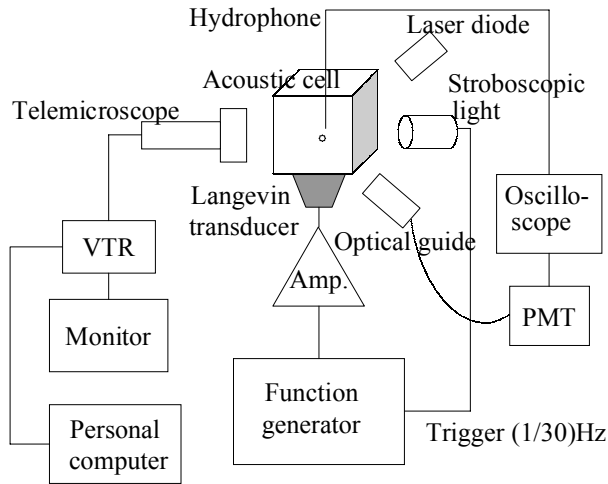 Hydrophone
Laser diode
Acoustic cell
Stroboscopic
light
Telemicroscope
Langevin
transducer
Oscillo-
scope
Optical guide
VTR
Amp.
PMT
Monitor
Function
generator
Personal
computer
Trigger (1/30)Hz